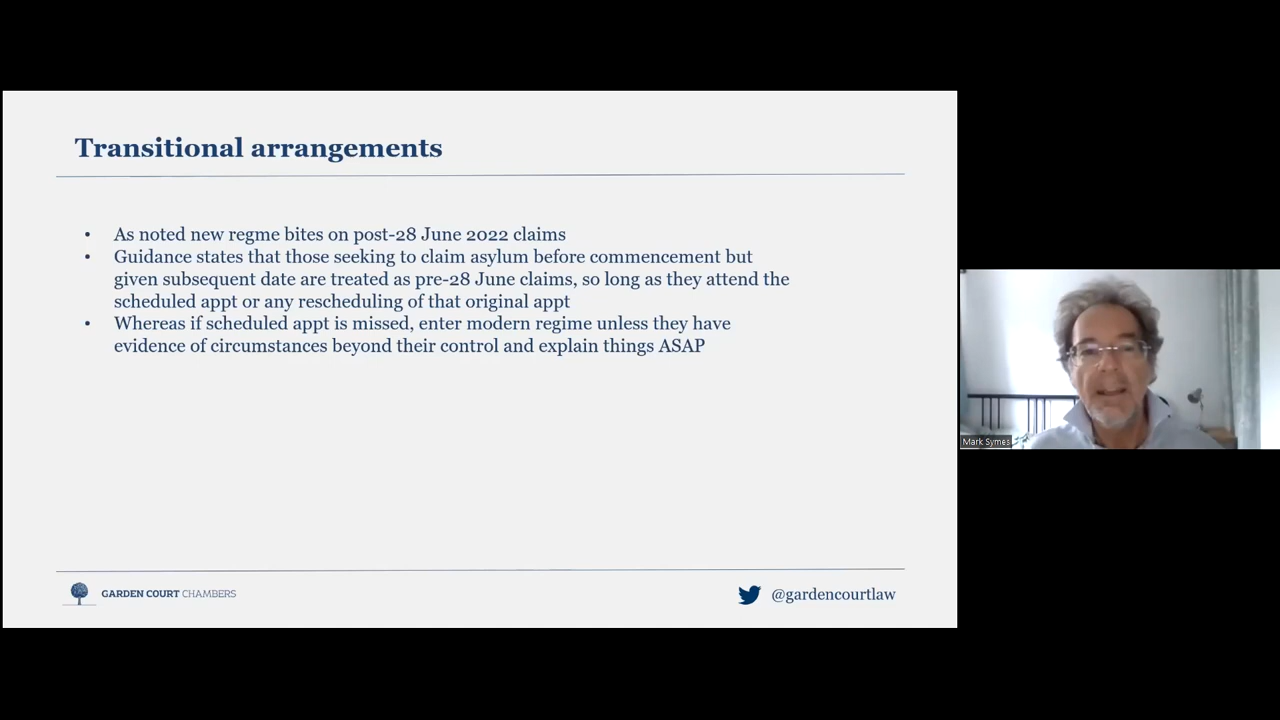 Transitional arrangements
• As noted new regme bites on post-28 June 2022 claims
• Guidance states that those seeking to claim asylum before commencement but
given subsequent date are treated as pre-28 June claims, so long as they attend the
scheduled appt or any rescheduling of that original appt
• Whereas if scheduled appt is missed, enter modern regime unless they have
evidence of circumstances beyond their control and explain things ASAP
GARDEN COURT CHAMBERS
@gardencourtlaw
Mark Symes